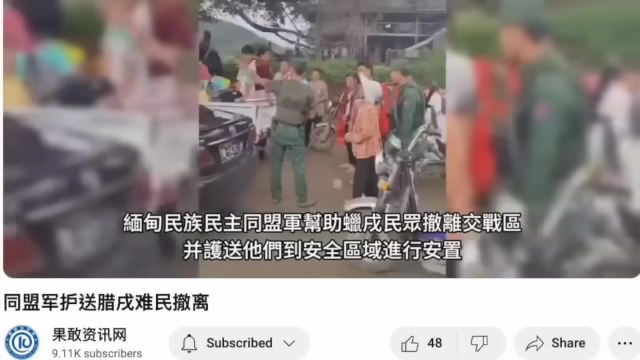 緬甸民族民主同盟軍幫助蠟戌民眾撤離交戰區
并護送他們到安全區域進行安置
同盟军护送腊戌难民撤离
果敢资讯网
9.11K subscribers
Subscribed
48
Share